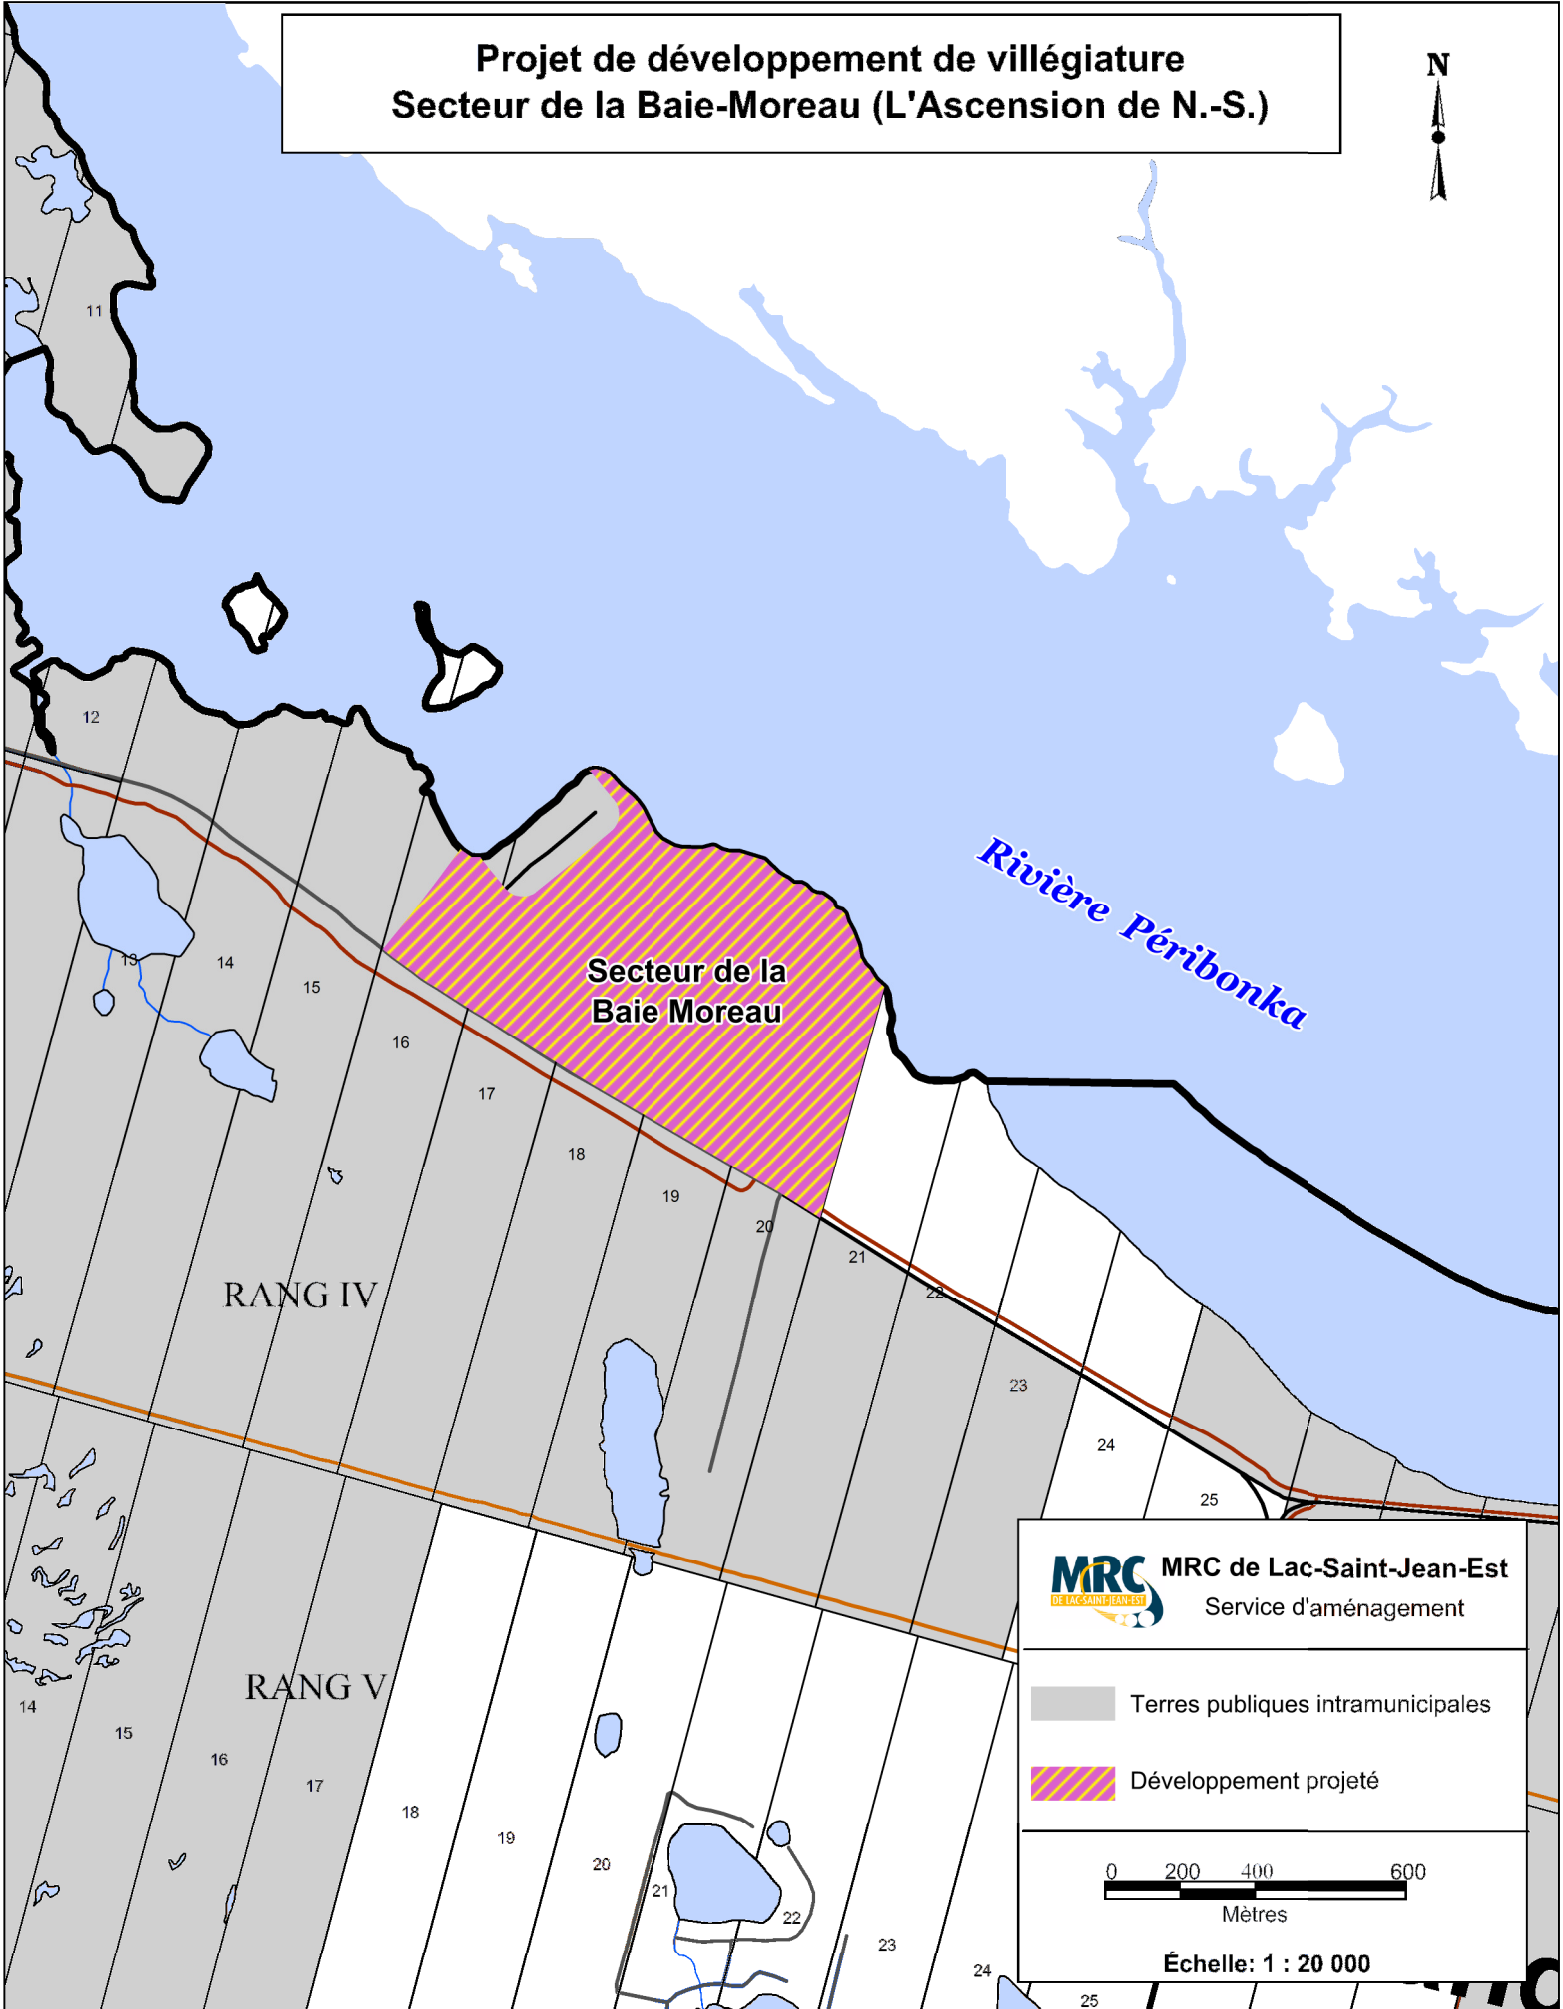 Projet de développement de villégiature
Secteur de la Baie-Moreau (L'Ascension de N.-S.)
N
11
12
Rivière Péribonka
Secteur de la
Baie Moreau
13
14
15
16
17
18
19
20
21
22
23
24
25
RANG IV
RANG V
14
15
16
17
18
19
20
21
22
23
24
25
MRC
DE LAC-SAINT-JEAN-EST
MRC de Lac-Saint-Jean-Est
Service d'aménagement
Terres publiques intramunicipales
Développement projeté
0 200 400 600
Mètres
Échelle: 1 : 20 000